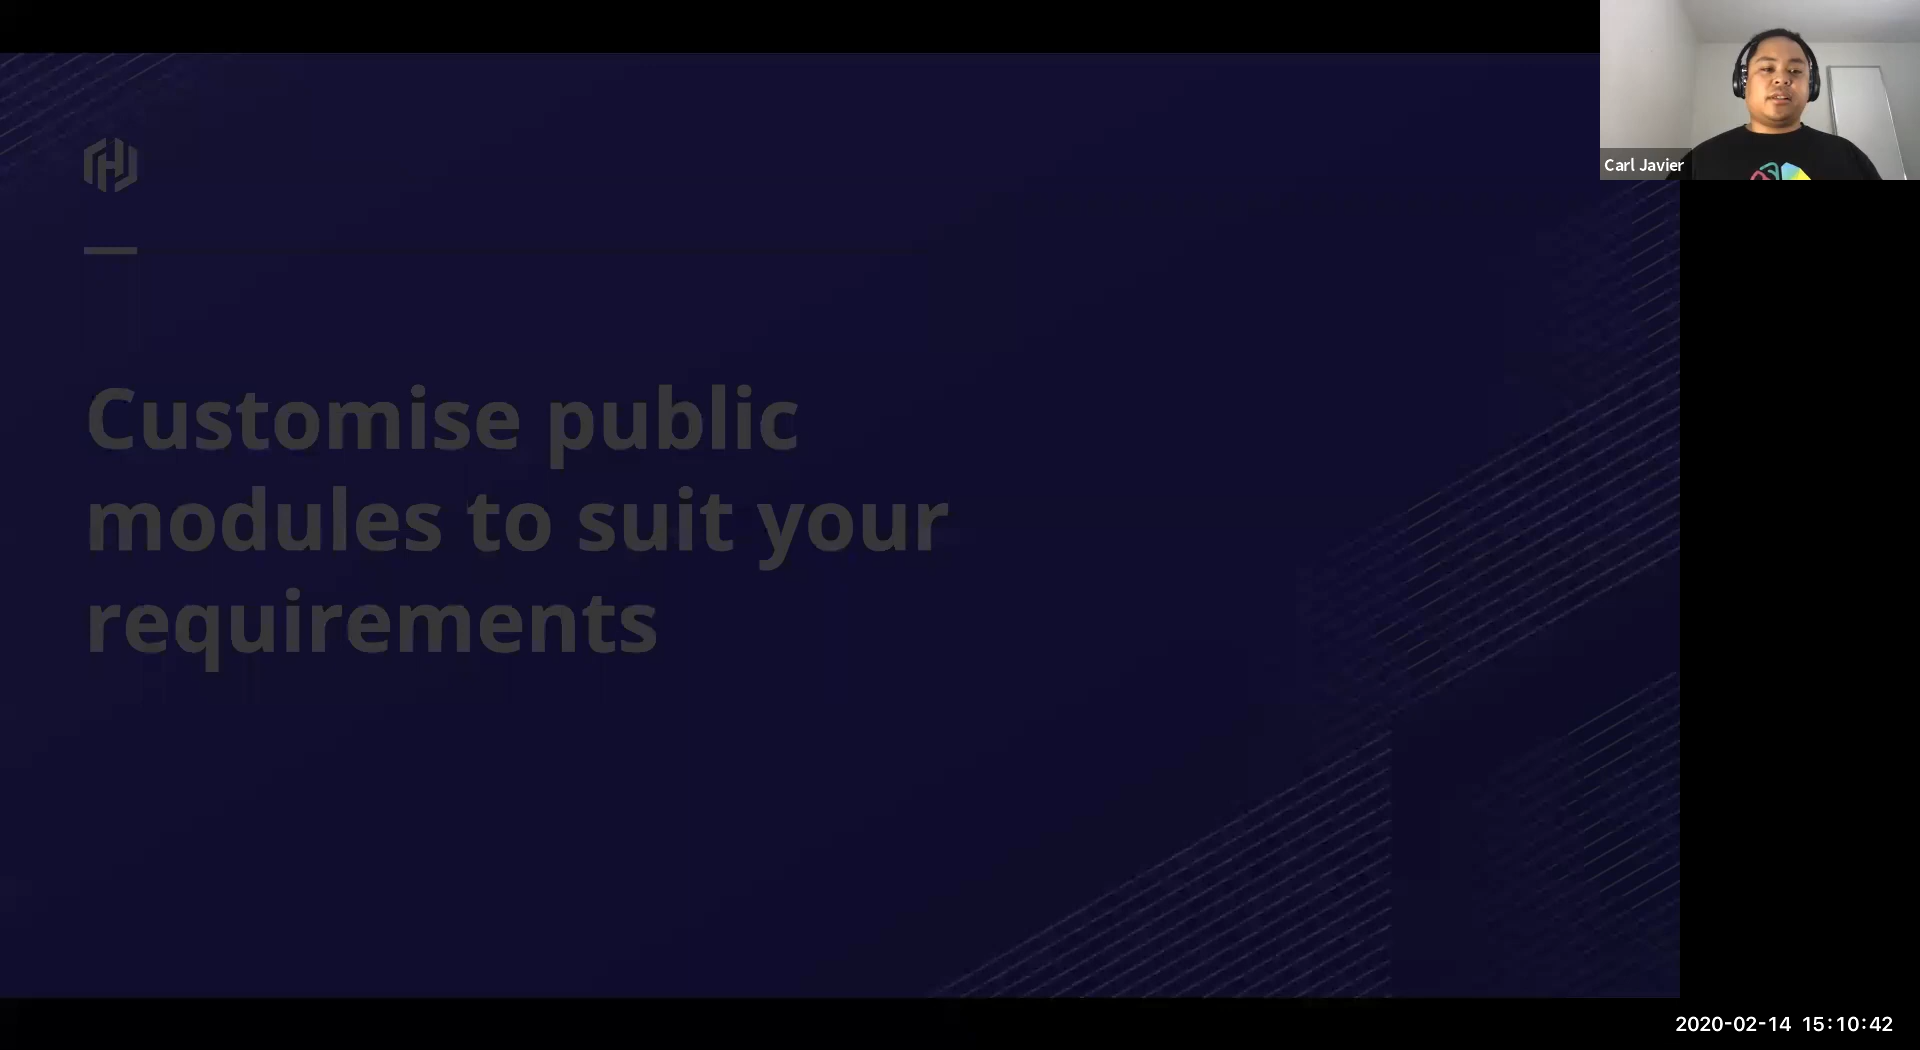 Carl Javier
Customise public
modules to suit your
requirements
2020-02-14 15:10:42